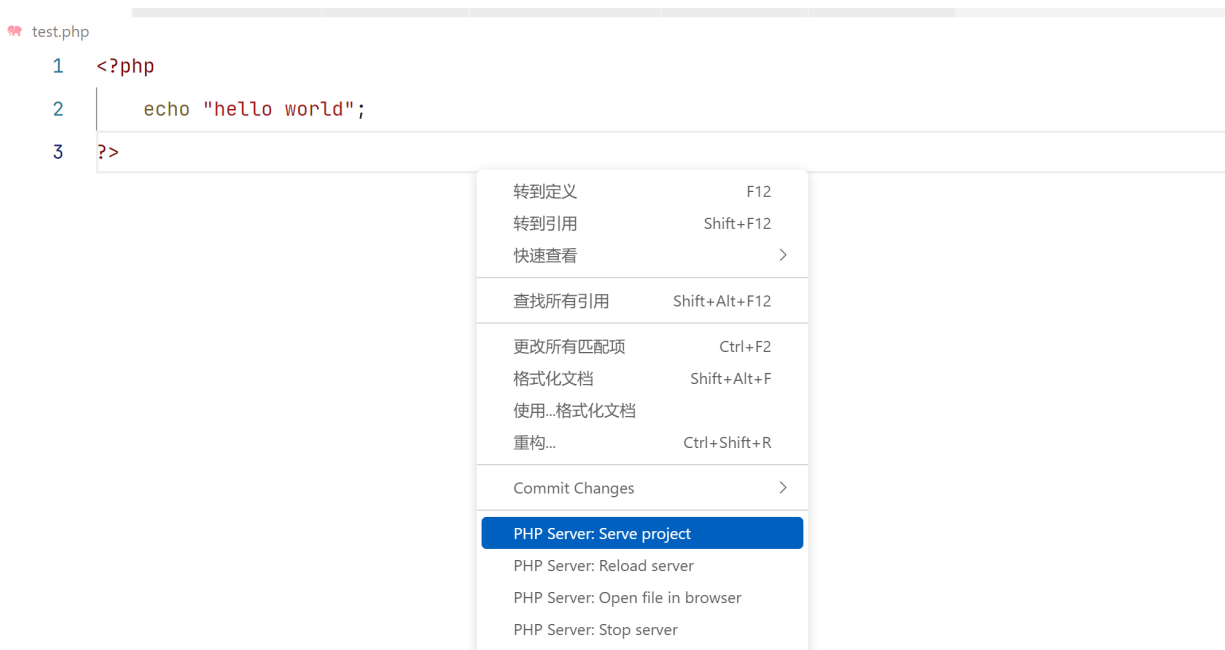 test.php
1 <?php
2 echo "hello world";
3 ?>
转到定义 F12
转到引用 Shift+F12
快速查看
查找所有引用 Shift+Alt+F12
更改所有匹配项 Ctrl+F2
格式化文档 Shift+Alt+F
使用...格式化文档
重构... Ctrl+Shift+R
Commit Changes
PHP Server: Serve project
PHP Server: Reload server
PHP Server: Open file in browser
PHP Server: Stop server